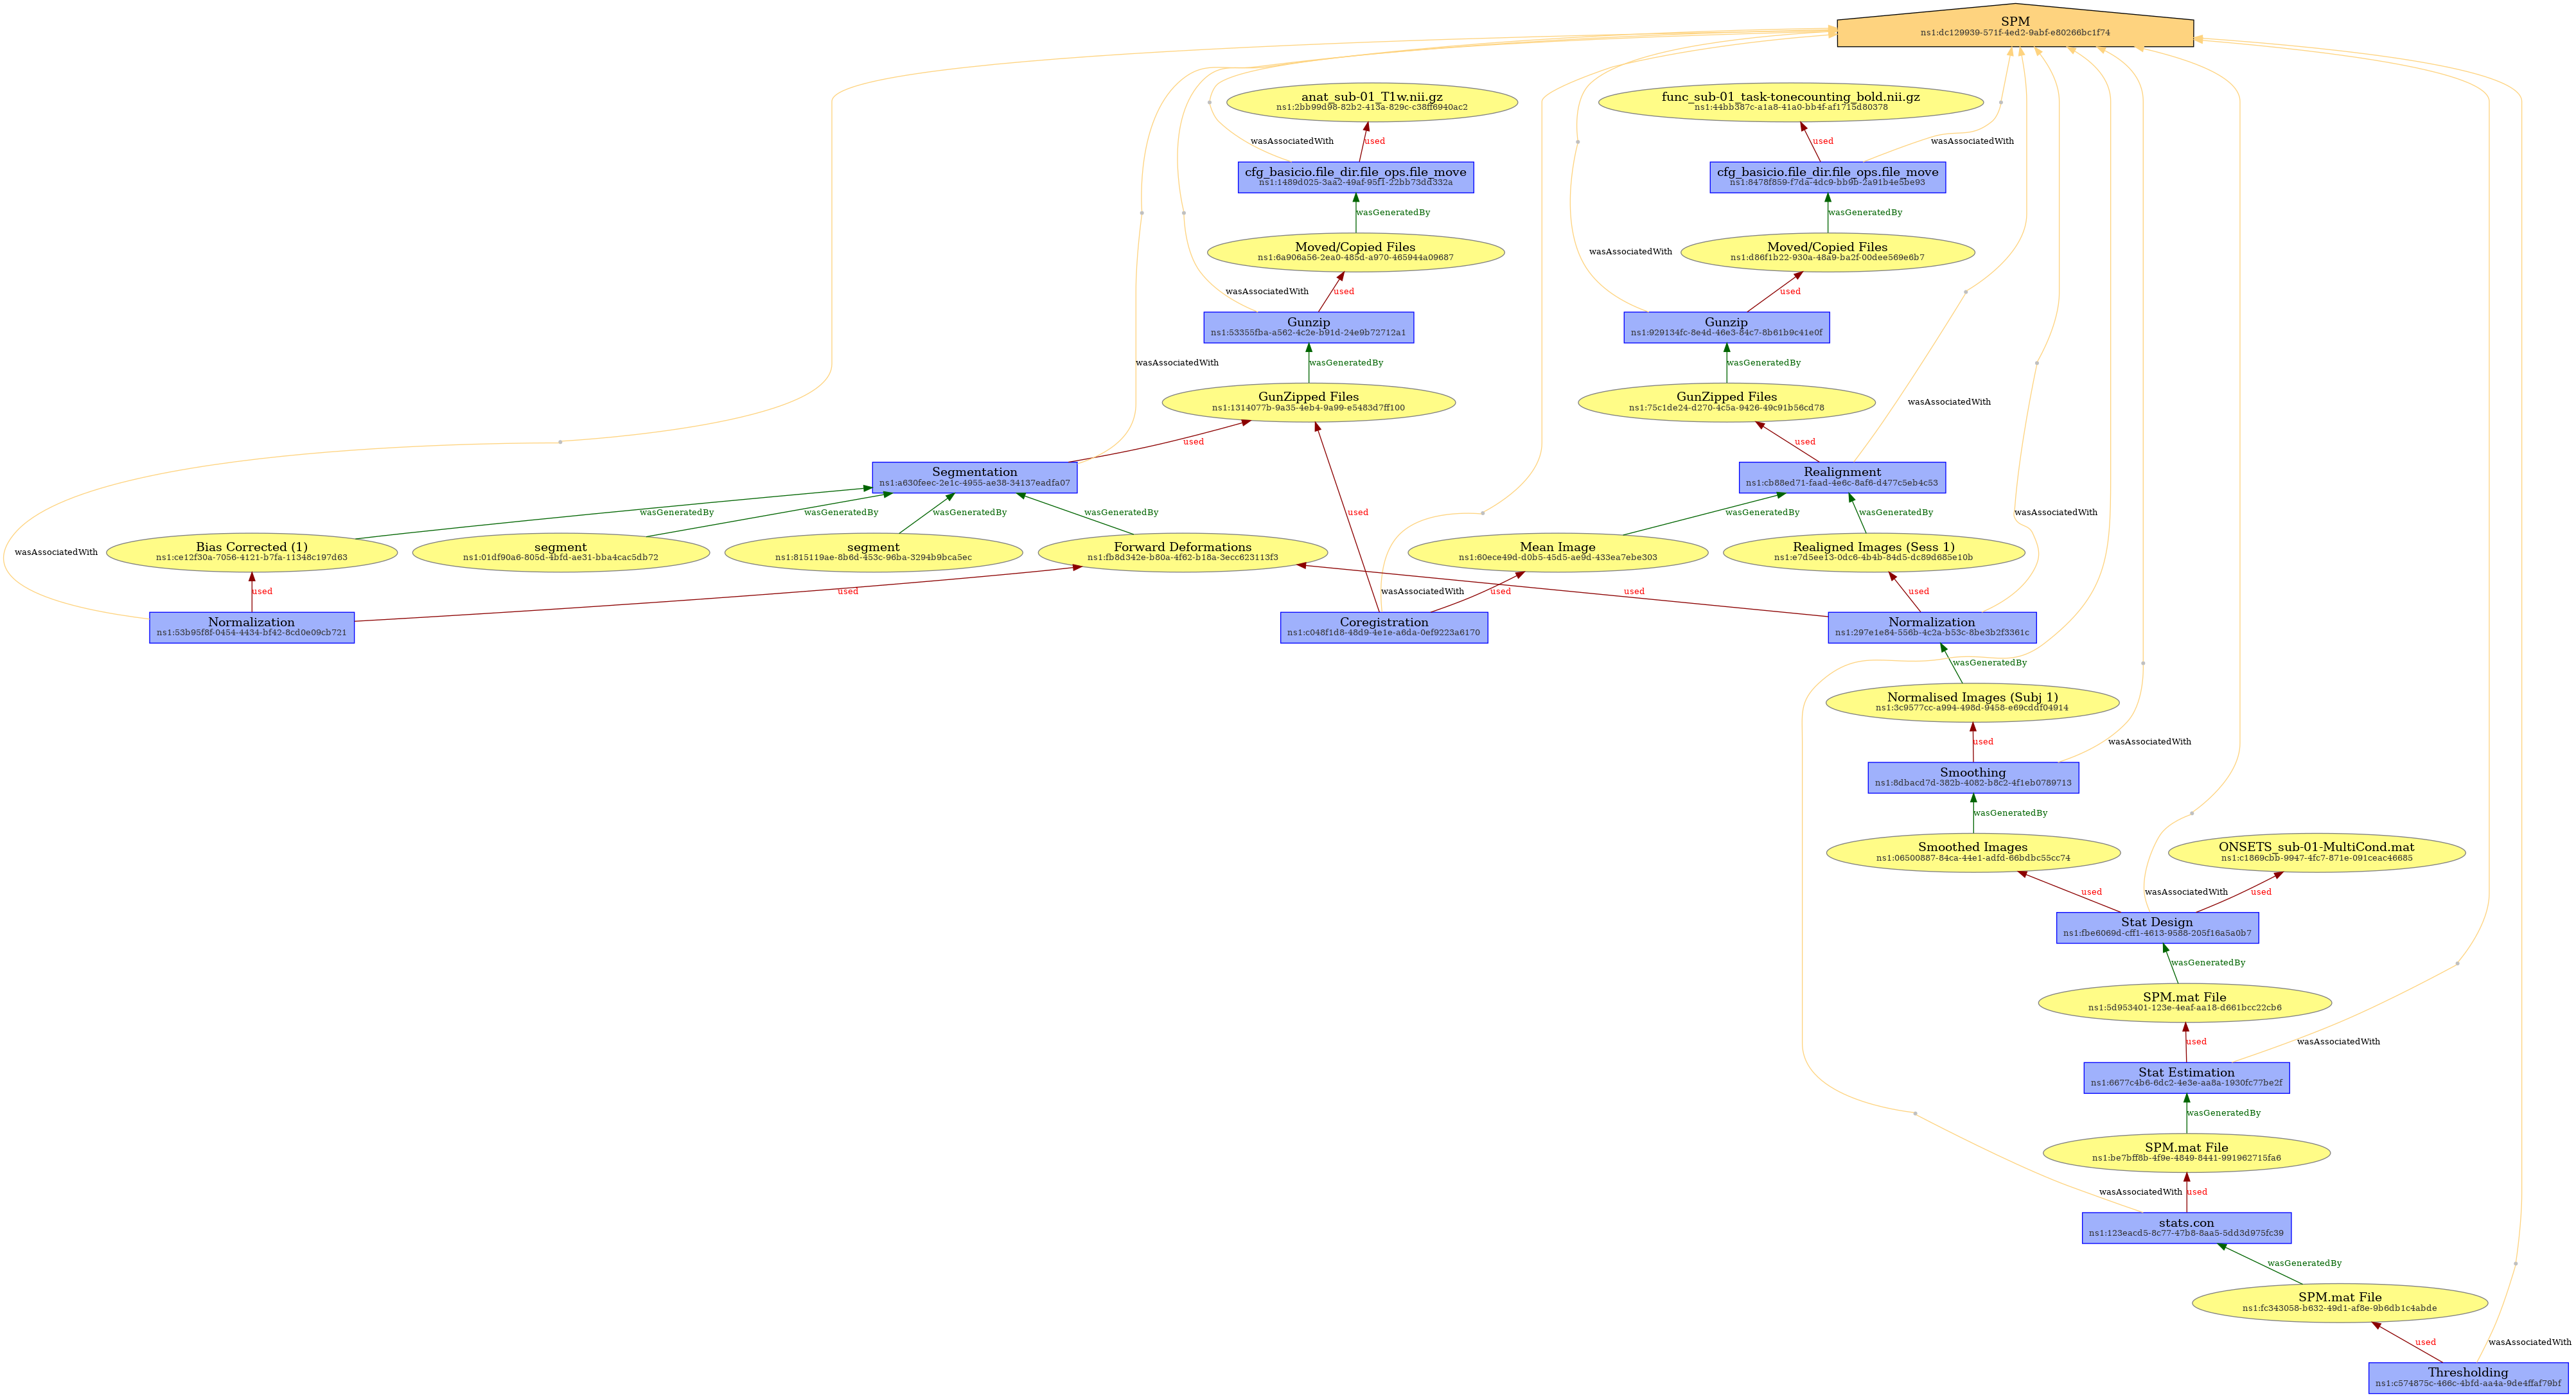 SPM
ns1:dc129939-571f-4ed2-9abf-e80266bc1f74
anat_sub-01_T1w.nii.gz
ns1:2bb99d98-82b2-413a-829c-c38ff6940ac2
func_sub-01_task-tonecounting_bold.nii.gz
ns1:44bb387c-a1a8-41a0-bb4f-af1715d80378
wasAssociatedWith
used
used
wasAssociatedWith
cfg_basicio.file_dir.file_ops.file_move
ns1:1489d025-3aa2-49af-95f1-22bb73dd332a
cfg_basicio.file_dir.file_ops.file_move
ns1:8478f859-f7da-4dc9-bb9b-2a91b4e5be93
wasGeneratedBy
wasGeneratedBy
Moved/Copied Files
ns1:6a906a56-2ea0-485d-a970-465944a09687
Moved/Copied Files
ns1:d86f1b22-930a-48a9-ba2f-00dee569e6b7
wasAssociatedWith
used
wasAssociatedWith
used
Gunzip
ns1:53355fba-a562-4c2e-b91d-24e9b72712a1
Gunzip
ns1:929134fc-8e4d-46e3-84c7-8b61b9c41e0f
wasAssociatedWith
wasGeneratedBy
wasGeneratedBy
GunZipped Files
ns1:1314077b-9a35-4eb4-9a99-e5483d7ff100
GunZipped Files
ns1:75c1de24-d270-4c5a-9426-49c91b56cd78
wasAssociatedWith
used
used
Segmentation
ns1:a630feec-2e1c-4955-ae38-34137eadfa07
Realignment
ns1:cb88ed71-faad-4e6c-8af6-d477c5eb4c53
wasGeneratedBy
wasGeneratedBy
wasGeneratedBy
wasGeneratedBy
used
wasGeneratedBy
wasGeneratedBy
wasAssociatedWith
wasAssociatedWith
Bias Corrected (1)
ns1:ce12f30a-7056-4121-b7fa-11348c197d63
segment
ns1:01df90a6-805d-4bfd-ae31-bba4cac5db72
segment
ns1:815119ae-8b6d-453c-96ba-3294b9bca5ec
Forward Deformations
ns1:fb8d342e-b80a-4f62-b18a-3ecc623113f3
Mean Image
ns1:60ece49d-d0b5-45d5-ae9d-433ea7ebe303
Realigned Images (Sess 1)
ns1:e7d5ee13-0dc6-4b4b-84d5-dc89d685e10b
used
used
wasAssociatedWith
used
used
used
Normalization
ns1:53b95f8f-0454-4434-bf42-8cd0e09cb721
Coregistration
ns1:c048f1d8-48d9-4e1e-a6da-0ef9223a6170
Normalization
ns1:297e1e84-556b-4c2a-b53c-8be3b2f3361c
wasGeneratedBy
Normalised Images (Subj 1)
ns1:3c9577cc-a994-498d-9458-e69cddf04914
used
wasAssociatedWith
Smoothing
ns1:8dbacd7d-382b-4082-b8c2-4f1eb0789713
wasGeneratedBy
Smoothed Images
ns1:06500887-84ca-44e1-adfd-66bdbc55cc74
ONSETS_sub-01-MultiCond.mat
ns1:c1869cbb-9947-4fc7-871e-091ceac46685
used
wasAssociatedWith
used
Stat Design
ns1:fbe6069d-cff1-4613-9588-205f16a5a0b7
wasGeneratedBy
SPM.mat File
ns1:5d953401-123e-4eaf-aa18-d661bcc22cb6
used
wasAssociatedWith
Stat Estimation
ns1:6677c4b6-6dc2-4e3e-aa8a-1930fc77be2f
wasGeneratedBy
SPM.mat File
ns1:be7bff8b-4f9e-4849-8441-991962715fa6
wasAssociatedWith
used
stats.con
ns1:123eacd5-8c77-47b8-8aa5-5dd3d975fc39
wasGeneratedBy
SPM.mat File
ns1:fc343058-b632-49d1-af8e-9b6db1c4abde
used
wasAssociatedWith
Thresholding
ns1:c574875c-466c-4bfd-aa4a-9de4ffaf79bf